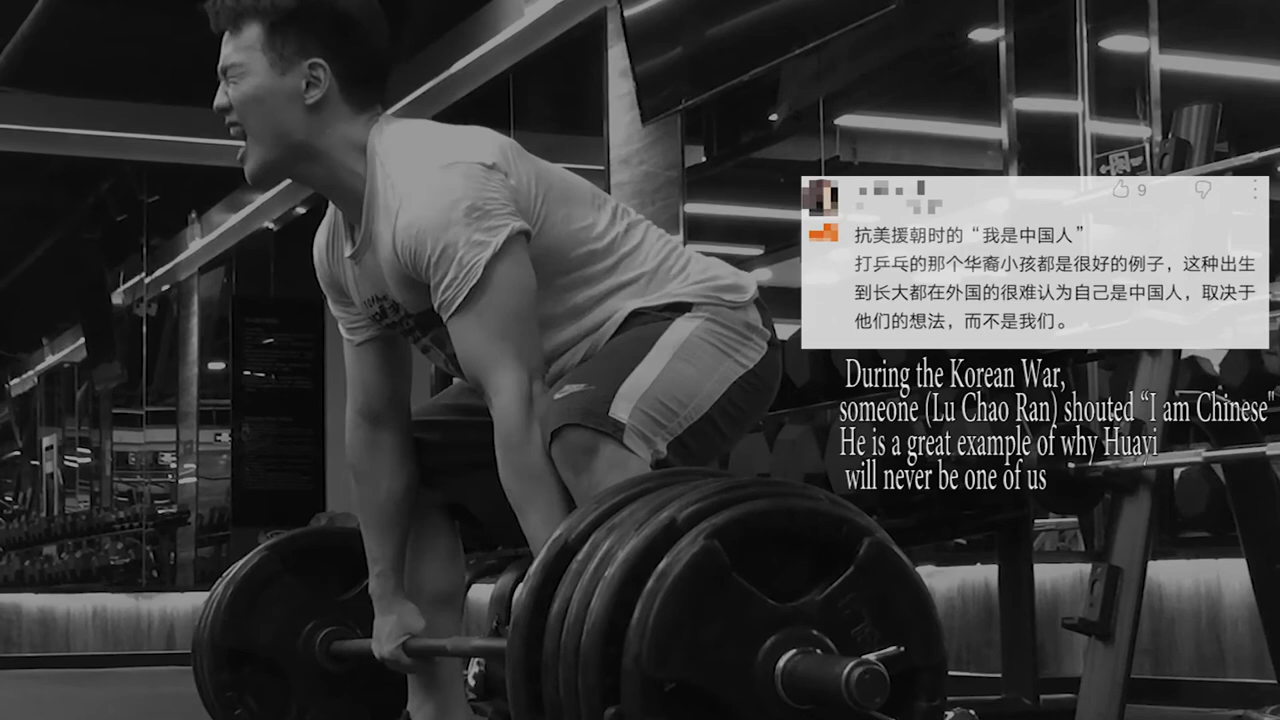 9
抗美援朝时的“我是中国人”
打乒乓的那个华裔小孩都是很好的例子，这种出生
到长大都在外国的很难认为自己是中国人，取决于
他们的想法，而不是我们。
During the Korean War,
someone (Lu Chao Ran) shouted “I am Chinese"
He is a great example of why Huayi
will never be one of us